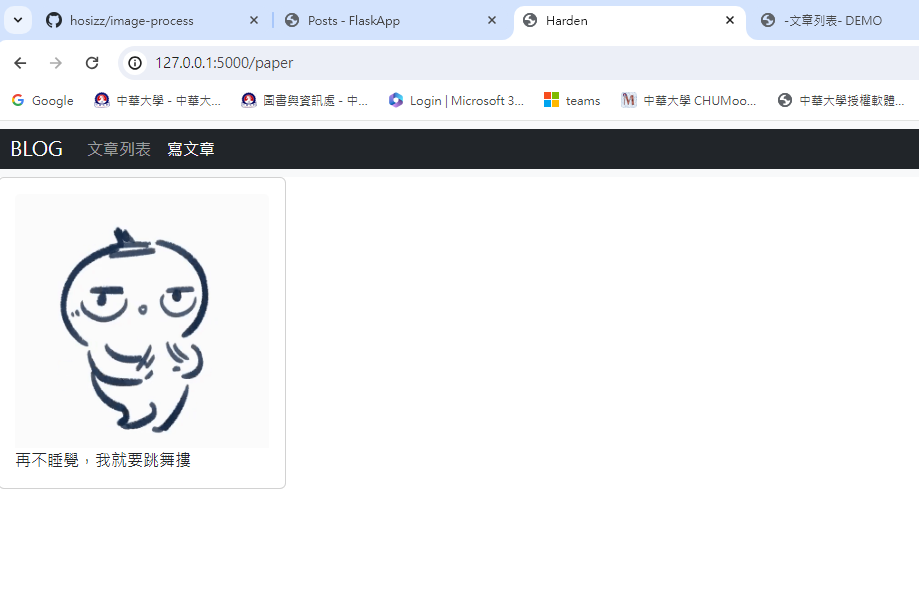 hosizz/image-process
Posts - FlaskApp
Harden
-文章列表- DEMO
127.0.0.1:5000/paper
Google
中華大學 - 中華大...
圖書與資訊處 - 中...
Login | Microsoft 3...
teams
中華大學 CHUMoo...
中華大學授權軟體...
BLOG 文章列表 寫文章
再不睡覺，我就要跳舞摟